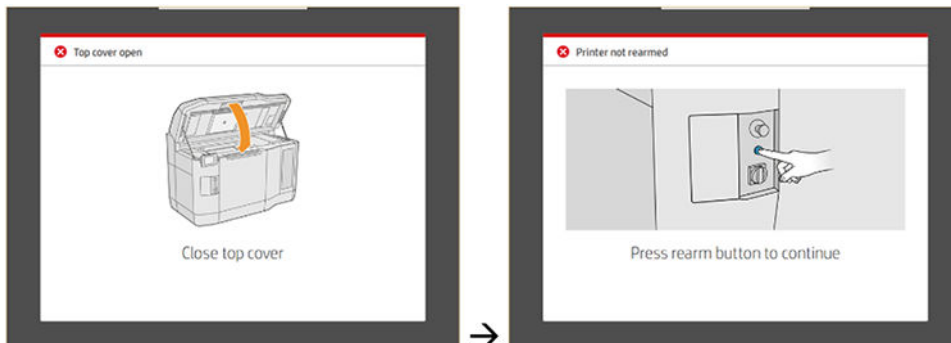 Top cover open
Close top cover
Printer not rearmed
Press rearm button to continue